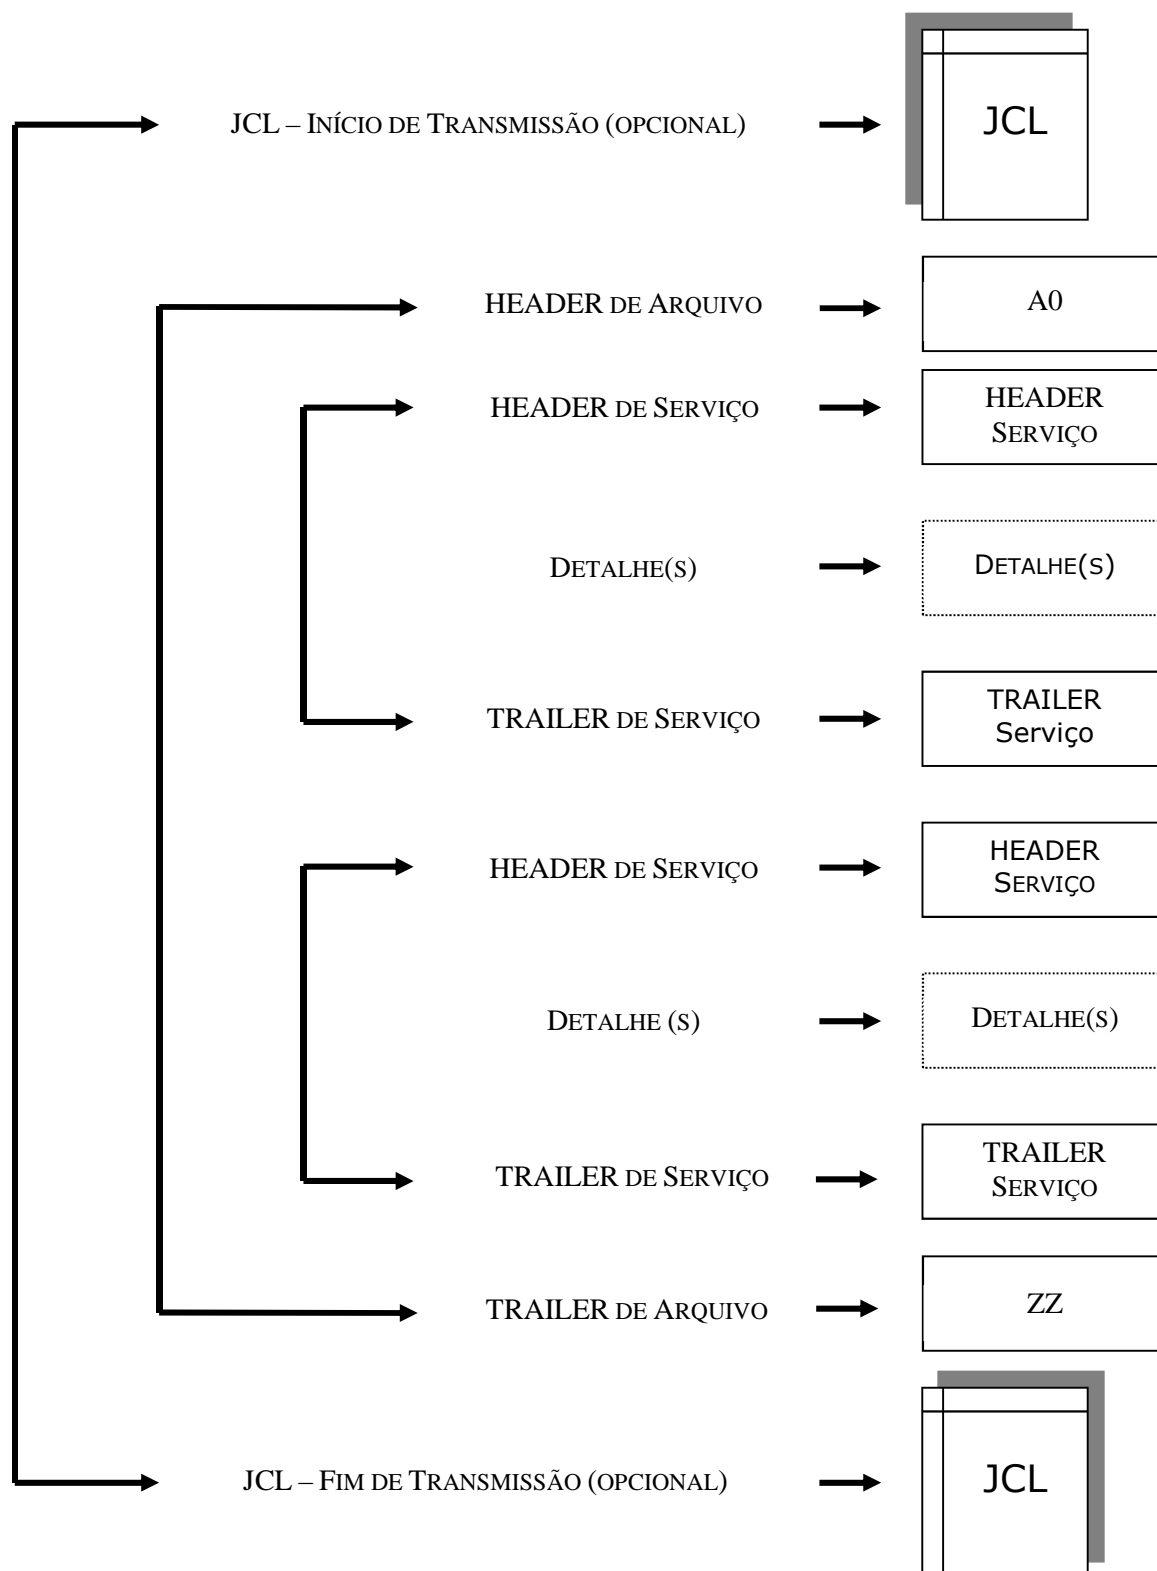 JCL – INÍCIO DE TRANSMISSÃO (OPCIONAL)
JCL
HEADER DE ARQUIVO
A0
HEADER DE SERVIÇO
HEADER
SERVIÇO
DETALHE(S)
DETALHE(S)
TRAILER DE SERVIÇO
TRAILER
Serviço
HEADER DE SERVIÇO
HEADER
SERVIÇO
DETALHE (S)
DETALHE(S)
TRAILER DE SERVIÇO
TRAILER
SERVIÇO
TRAILER DE ARQUIVO
ZZ
JCL – FIM DE TRANSMISSÃO (OPCIONAL)
JCL